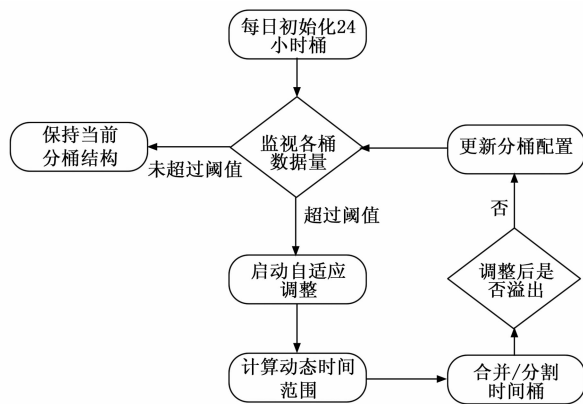 每日初始化24
小时桶
保持当前
分桶结构
未超过阈值
监视各桶
数据量
更新分桶配置
超过阈值
否
启动自适应
调整
调整后是
否溢出
计算动态时间
范围
合并/分割
时间桶